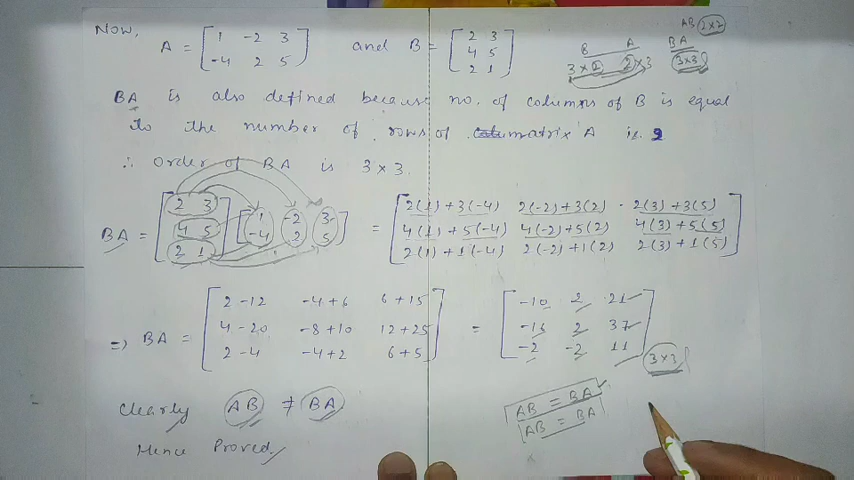 Now,
A = [ 1 -2 3 ; -4 2 5 ] and B = [ 2 3 ; 4 5 ; 2 1 ]
AB 2×2
B A
3×2 2×3
BA
3×3
BA is also defined because no. of columns of B is equal
to the number of rows of matrix A i.e. 2
∴ order of BA is 3×3.
BA = [ 2 3 ; 4 5 ; 2 1 ] [ 1 -2 3 ; -4 2 5 ] = [ 2(1)+3(-4) 2(-2)+3(2) 2(3)+3(5) ; 4(1)+5(-4) 4(-2)+5(2) 4(3)+5(5) ; 2(1)+1(-4) 2(-2)+1(2) 2(3)+1(5) ]
⇒ BA = [ 2-12 -4+6 6+15 ; 4-20 -8+10 12+25 ; 2-4 -4+2 6+5 ] = [ -10 2 21 ; -16 2 37 ; -2 -2 11 ] 3×3
Clearly AB ≠ BA
AB = BA
AB = BA
Hence Proved